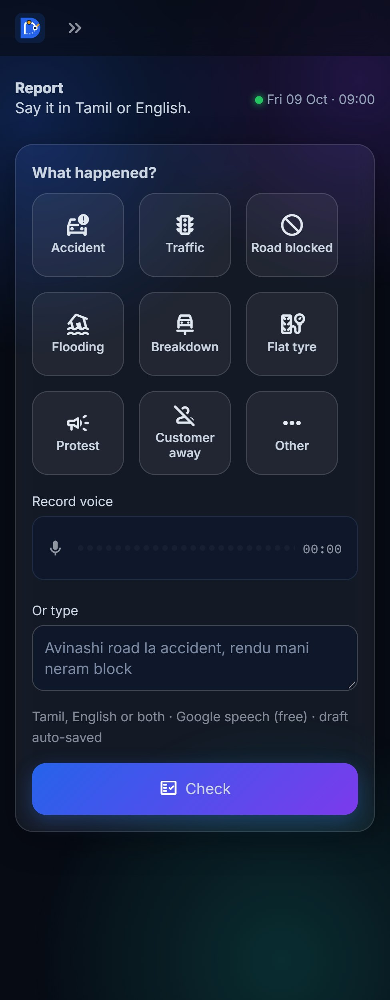 Report
Say it in Tamil or English.
Fri 09 Oct · 09:00
What happened?
Accident
Traffic
Road blocked
Flooding
Breakdown
Flat tyre
Protest
Customer
away
Other
Record voice
00:00
Or type
Avinashi road la accident, rendu mani
neram block
Tamil, English or both · Google speech (free) · draft
auto-saved
Check